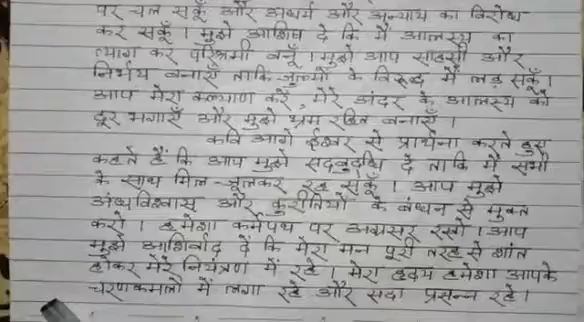 पर चल सकूँ और अधर्म और अन्याय का विरोध
कर सकूँ। मुझे आशिष दे कि मैं आलस्य का
त्याग कर परिश्रमी बनूँ। मुझे आप साहसी और
निर्भय बनाएँ ताकि जुल्मों के विरुद्ध में लड़ सकूँ।
आप मेरा कल्याण करें, मेरे अंदर के आलस्य को
दूर भगाएँ और मुझे भ्रम रहित बनाएँ।
कवि आगे ईश्वर से प्रार्थना करते हुए
कहते हैं कि आप मुझे सदबुद्धि दे ताकि मैं सभी
के साथ मिल-जूलकर रह सकूँ। आप मुझे
अंधविश्वास और कुरीतियों के बंधन से मुक्त
करो। हमेशा कर्मपथ पर अग्रसर रखो। आप
मुझे आशिर्वाद दें कि मेरा मन पूरी तरह से शांत
होकर मेरे नियंत्रण में रहे। मेरा हृदय हमेशा आपके
चरणकमलों में लगा रहे और सदा प्रसन्न रहे।